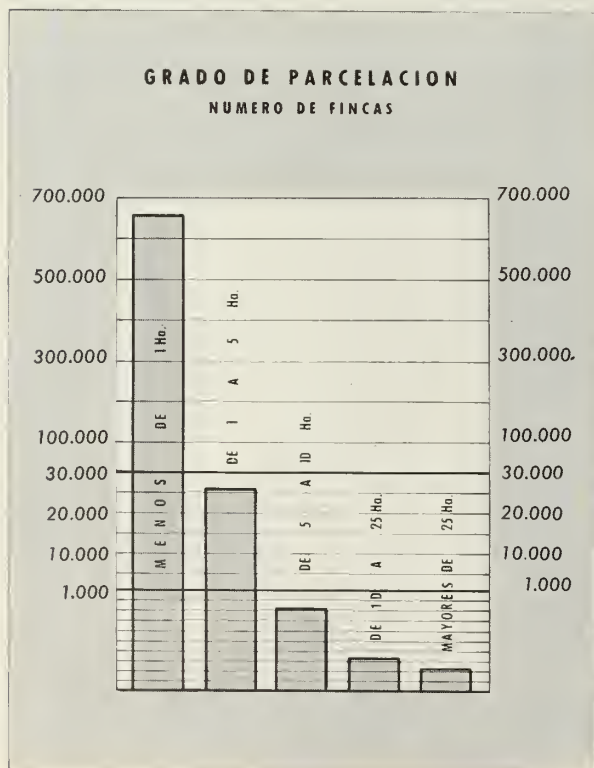 GRADO DE PARCELACION
NUMERO DE FINCAS
700.000
500.000
300.000
100.000
30.000
20.000
10.000
1.000
MENOS DE 1 Ha.
DE 1 A 5 Ha.
DE 5 A 10 Ha.
DE 10 A 25 Ha.
MAYORES DE 25 Ha.
700.000
500.000
300.000
100.000
30.000
20.000
10.000
1.000